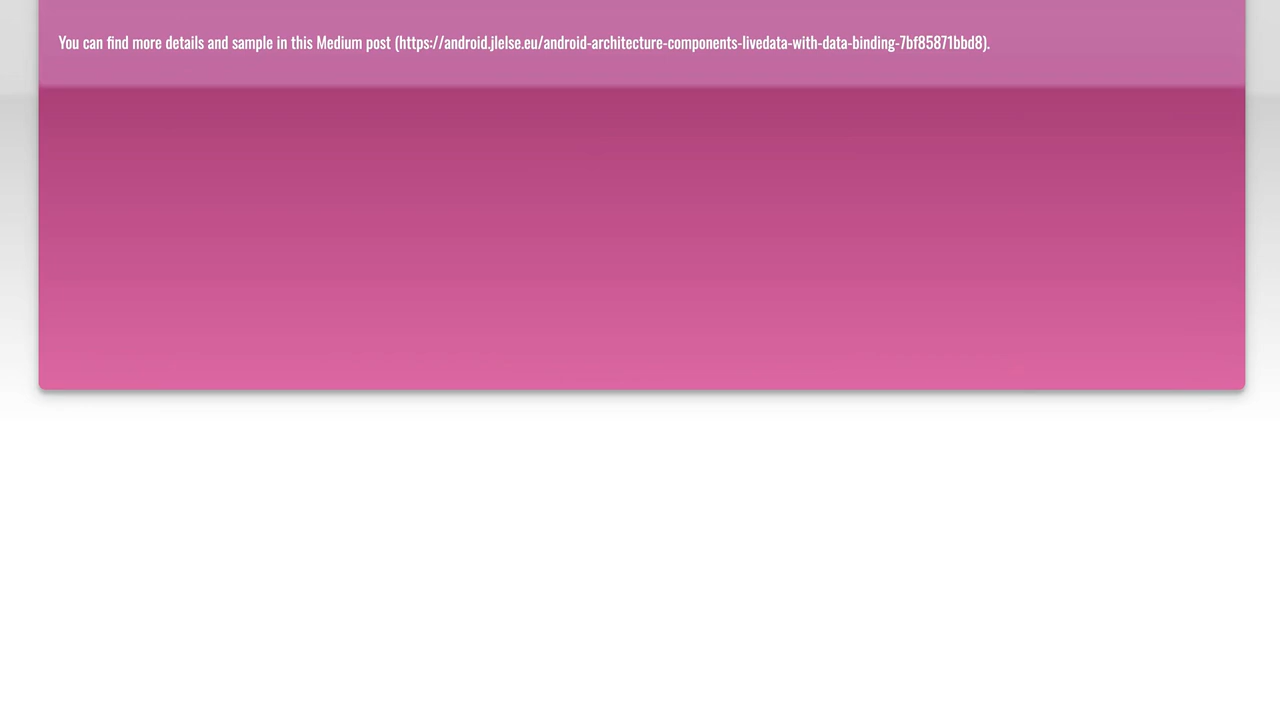 You can find more details and sample in this Medium post (https://android.jlelse.eu/android-architecture-components-livedata-with-data-binding-7bf85871bbd8).